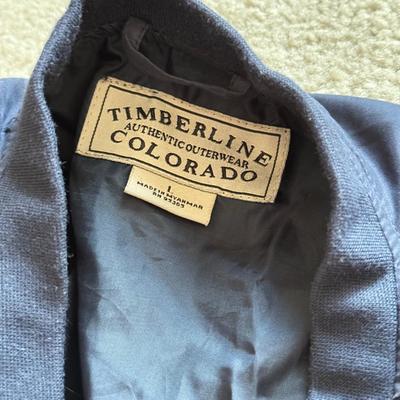 TIMBERLINE
AUTHENTIC OUTERWEAR
COLORADO
L
MADE IN MYANMAR